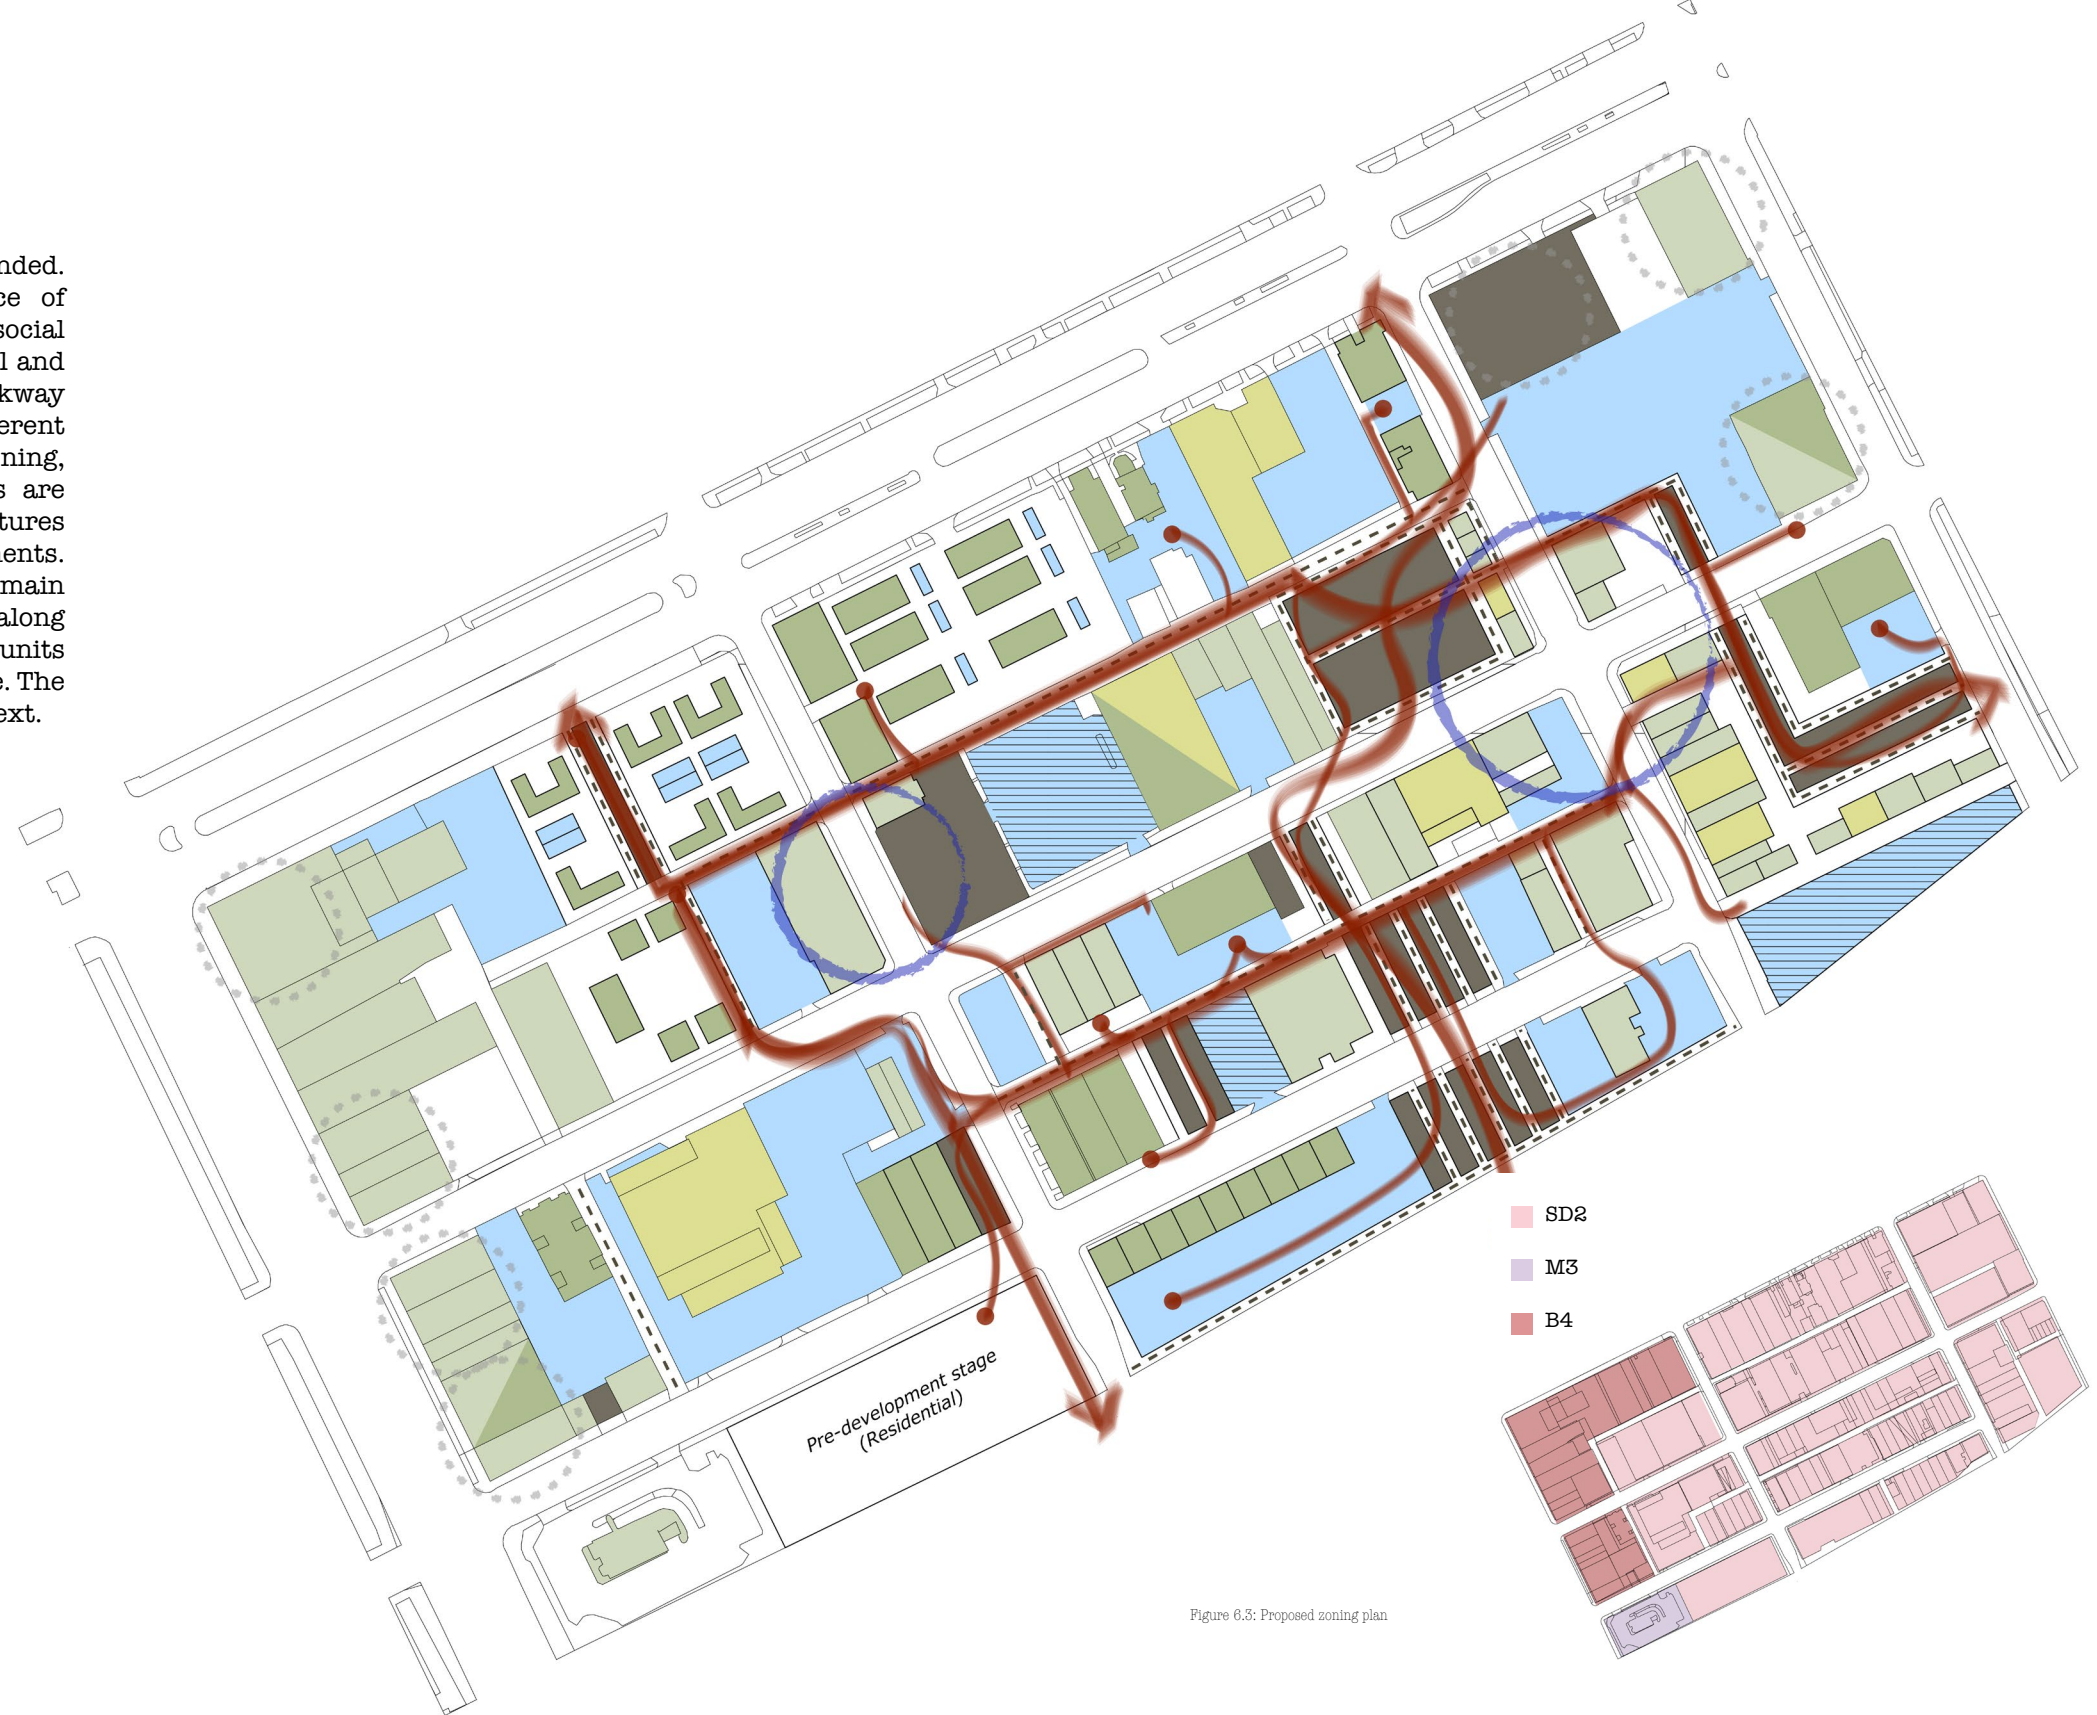 nded.
ce of
social
l and
kway
erent
ning,
s are
tures
ents.
main
along
units
e. The
ext.
SD2
M3
B4
Pre-development stage
(Residential)
Figure 6.3: Proposed zoning plan